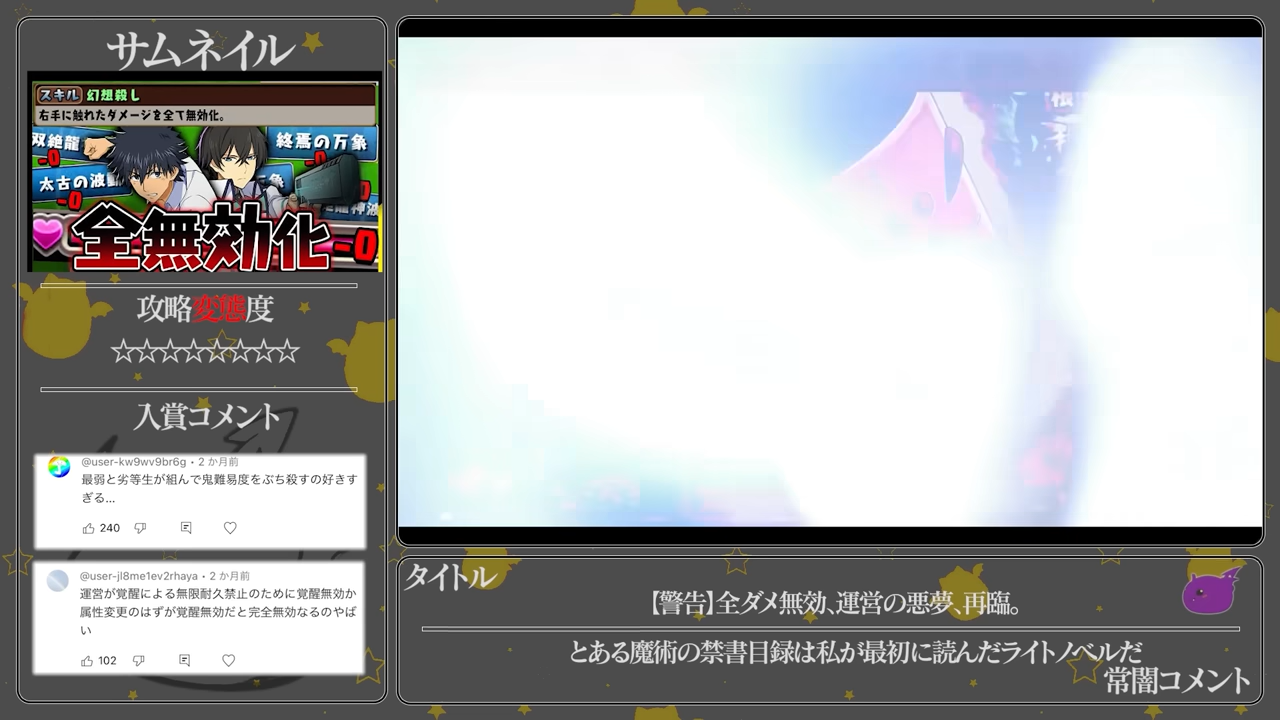 サムネイル
スキル 幻想殺し
右手に触れたダメージを全て無効化。
双絶龍
-0
終焉の万象
-0
太古の波動
-0
全無効化
-0
攻略変態度
☆☆☆☆☆☆☆☆
入賞コメント
@user-kw9wv9br6g・2 か月前
最弱と劣等生が組んで鬼難易度をぶち殺すの好きす
ぎる...
240
@user-jl8me1ev2rhaya・2 か月前
運営が覚醒による無限耐久禁止のために覚醒無効か
属性変更のはずが覚醒無効だと完全無効なるのやば
い
102
タイトル
【警告】全ダメ無効、運営の悪夢、再臨。
とある魔術の禁書目録は私が最初に読んだライトノベルだ
常闇コメント